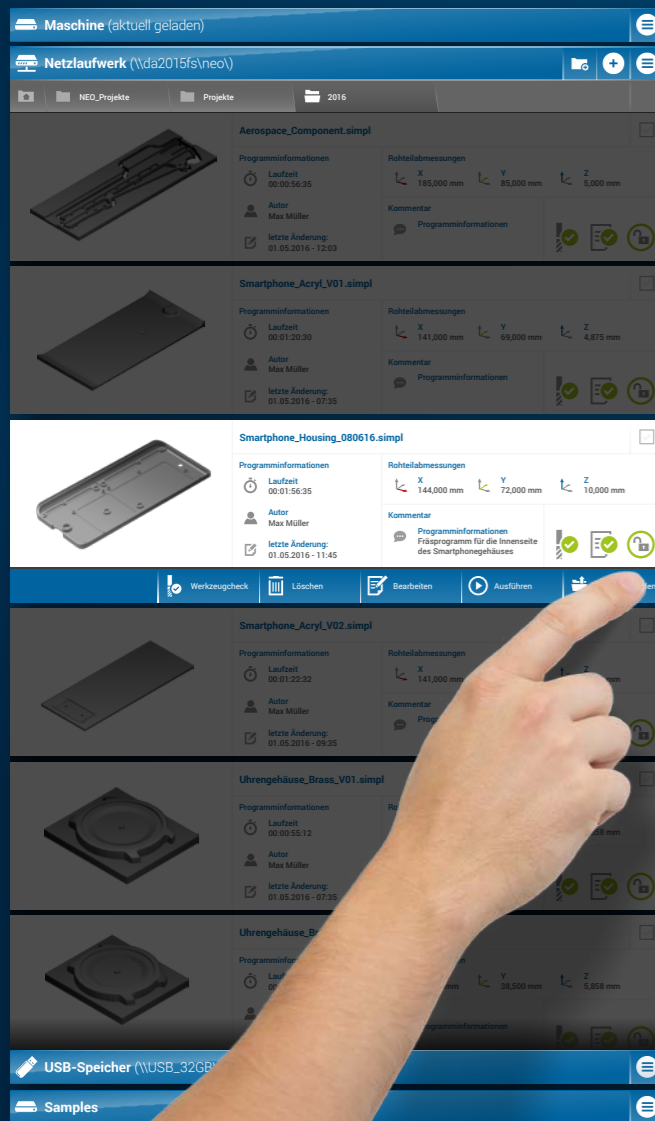 Maschine (aktuell geladen)
Netzlaufwerk (\\da2015fs\neo\)
NEO_Projekte Projekte 2016
Aerospace_Component.simpl
Programminformationen Rohteilabmessungen
Laufzeit X Y Z
00:00:56:35 185,000 mm 85,000 mm 5,000 mm
Autor Kommentar
Max Müller Programminformationen
letzte Änderung:
01.05.2016 - 12:03
Smartphone_Acryl_V01.simpl
Programminformationen Rohteilabmessungen
Laufzeit X Y Z
00:01:20:30 141,000 mm 69,000 mm 4,875 mm
Autor Kommentar
Max Müller Programminformationen
letzte Änderung:
01.05.2016 - 07:35
Smartphone_Housing_080616.simpl
Programminformationen Rohteilabmessungen
Laufzeit X Y Z
00:01:56:35 144,000 mm 72,000 mm 10,000 mm
Autor Kommentar
Max Müller Programminformationen
Fräsprogramm für die Innenseite
letzte Änderung: des Smartphonegehäuses
01.05.2016 - 11:45
Werkzeugcheck Löschen Bearbeiten Ausführen
Smartphone_Acryl_V02.simpl
Programminformationen Rohteilabmessungen
Laufzeit X Z
00:01:22:32 141,000 mm mm
Autor Kommentar
Max Müller
letzte Änderung:
01.05.2016 - 09:35
Uhrengehäuse_Brass_V01.simpl
Programminformationen
Laufzeit
00:00:55:12 mm
Autor
Max Müller
letzte Änderung:
01.05.2016 - 07:35
Programminformationen
Y Z
mm 38,500 mm 5,858 mm
Programminformationen
USB-Speicher (\\USB_32GB\
Samples